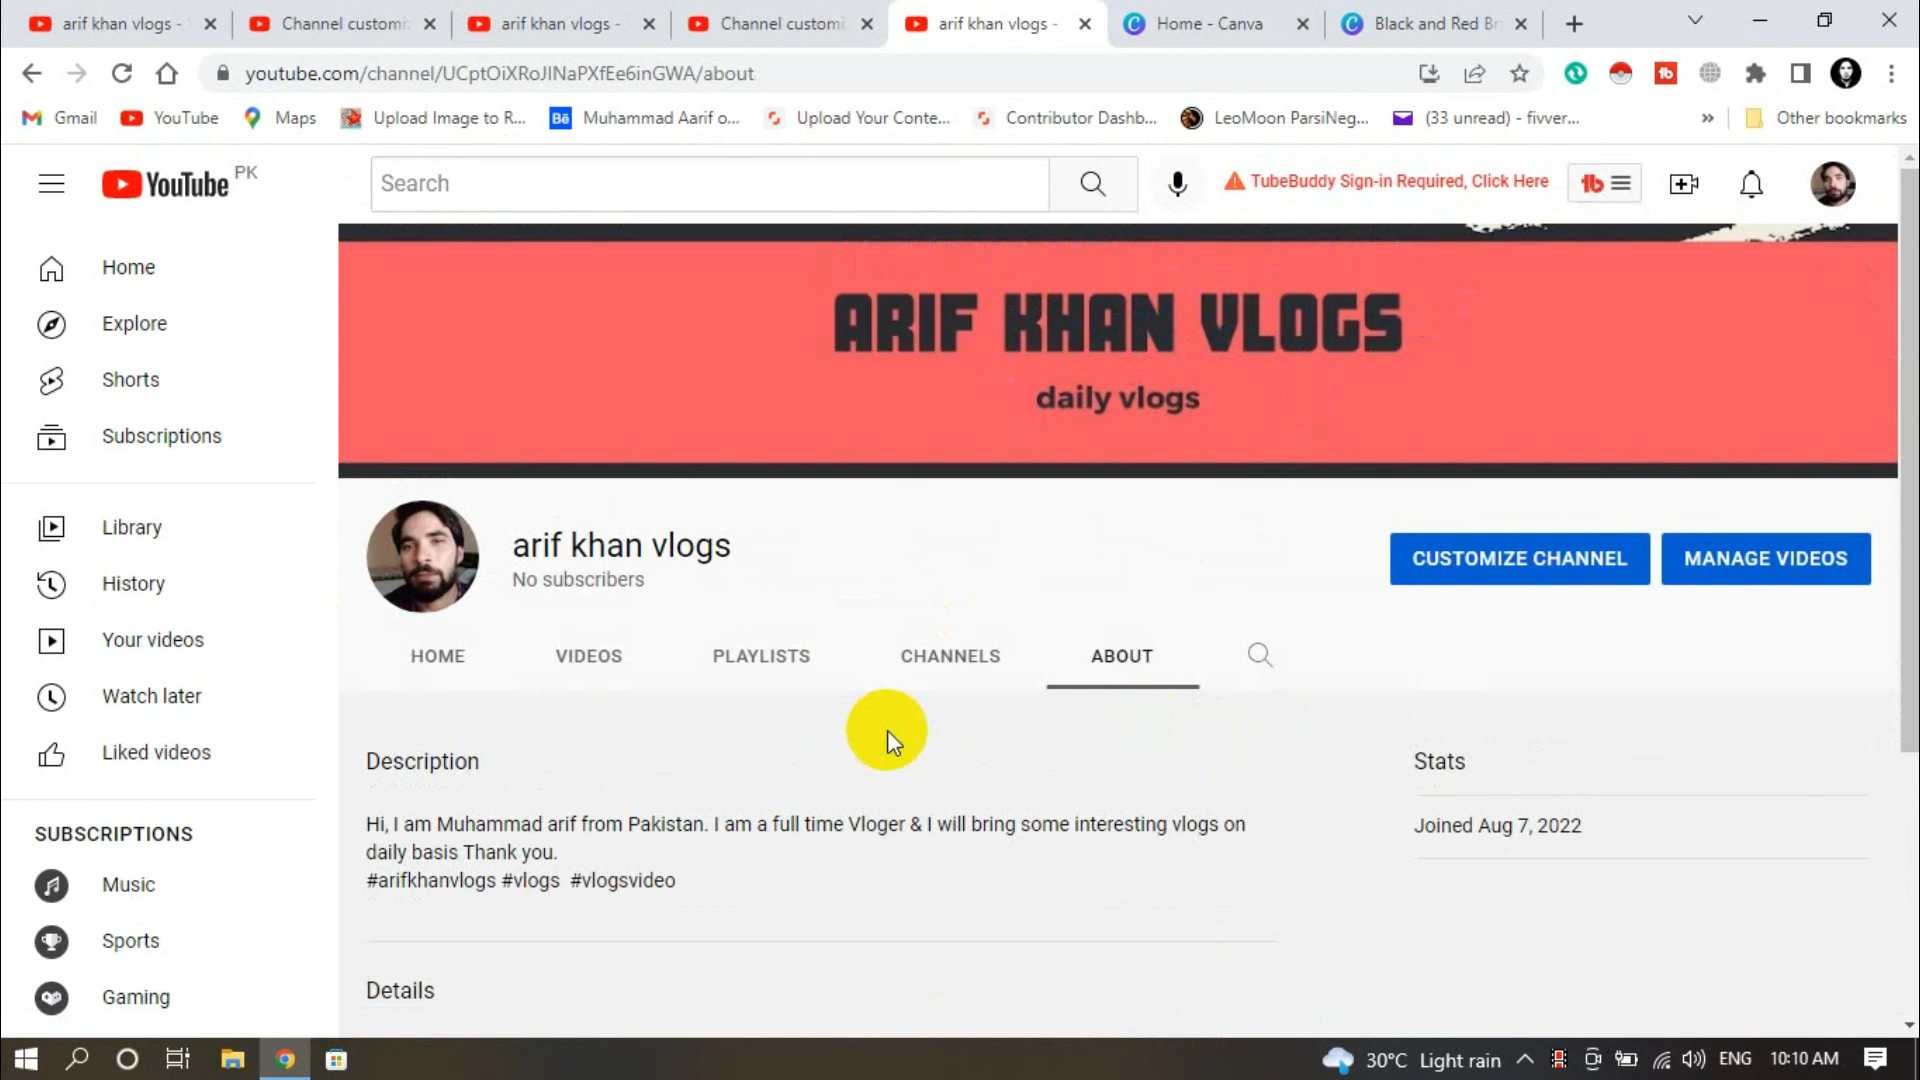 arif khan vlogs -
Channel customi
arif khan vlogs -
Channel customi
arif khan vlogs -
Home - Canva
Black and Red Br
youtube.com/channel/UCptOiXRoJlNaPXfEe6inGWA/about
Gmail
YouTube
Maps
Upload Image to R...
Bē
Muhammad Aarif o...
Upload Your Conte...
Contributor Dashb...
LeoMoon ParsiNeg...
(33 unread) - fivver...
»
Other bookmarks
YouTube PK
Search
TubeBuddy Sign-in Required, Click Here
Home
Explore
Shorts
Subscriptions
Library
History
Your videos
Watch later
Liked videos
SUBSCRIPTIONS
Music
Sports
Gaming
ARIF KHAN VLOGS
daily vlogs
arif khan vlogs
No subscribers
CUSTOMIZE CHANNEL
MANAGE VIDEOS
HOME
VIDEOS
PLAYLISTS
CHANNELS
ABOUT
Description
Hi, I am Muhammad arif from Pakistan. I am a full time Vloger & I will bring some interesting vlogs on
daily basis Thank you.
#arifkhanvlogs #vlogs #vlogsvideo
Details
Stats
Joined Aug 7, 2022
30°C Light rain
ENG
10:10 AM